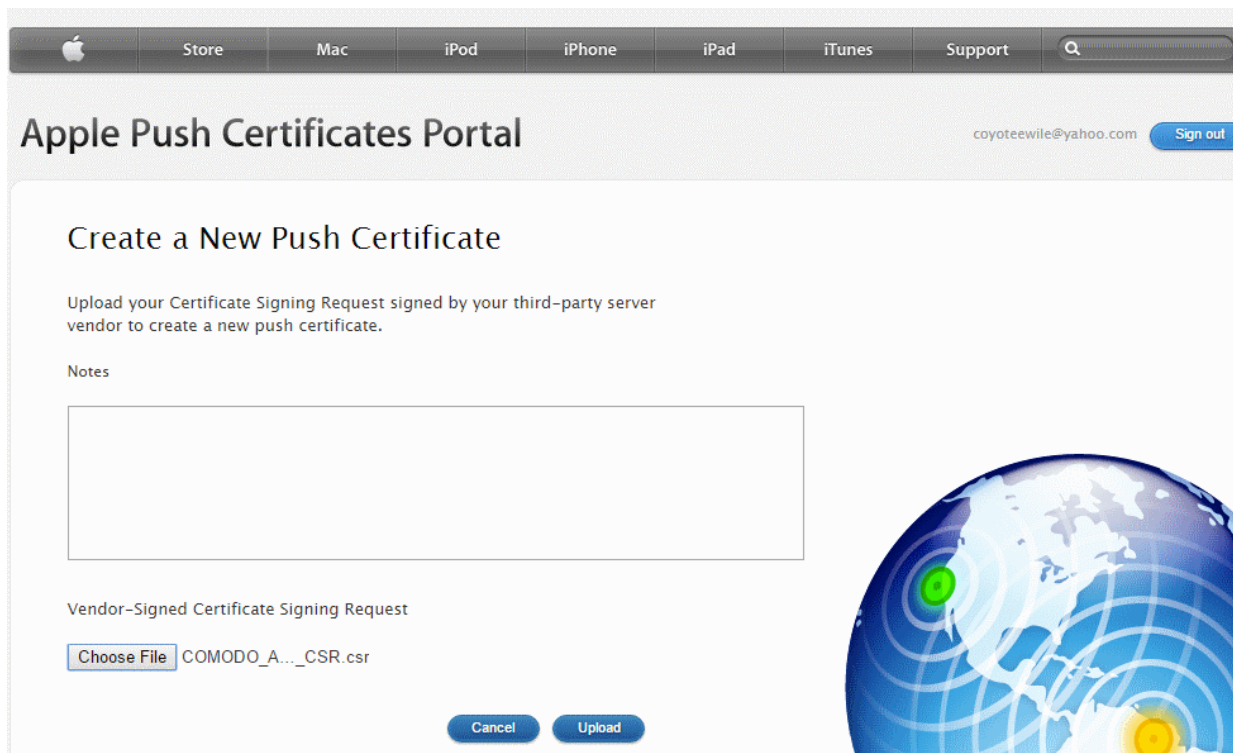 Store Mac iPod iPhone iPad iTunes Support
Apple Push Certificates Portal
coyoteewile@yahoo.com Sign out
Create a New Push Certificate
Upload your Certificate Signing Request signed by your third-party server
vendor to create a new push certificate.
Notes
Vendor-Signed Certificate Signing Request
Choose File COMODO_A..._CSR.csr
Cancel Upload